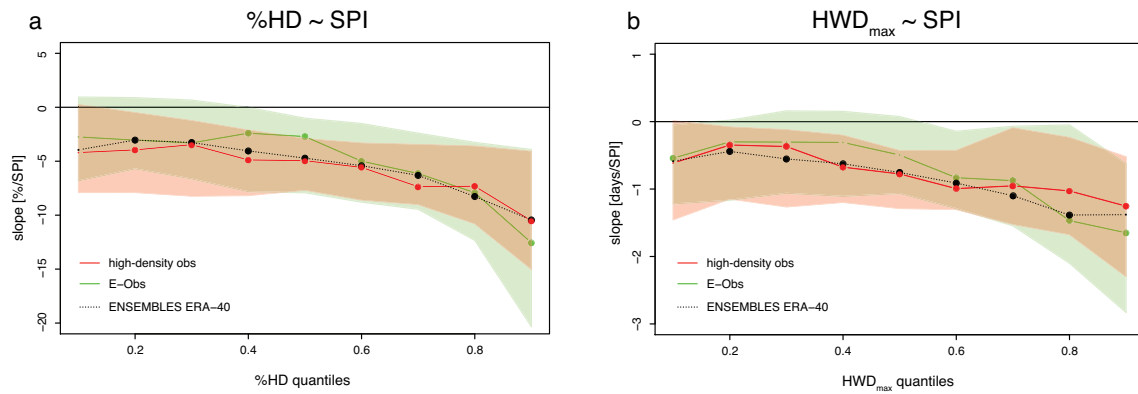 a
%HD ~ SPI
slope [%/SPI]
5
0
−5
−10
−15
−20
high−density obs
E−Obs
ENSEMBLES ERA−40
0.2 0.4 0.6 0.8
%HD quantiles
b
HWDmax ~ SPI
slope [days/SPI]
1
0
−1
−2
−3
high−density obs
E−Obs
ENSEMBLES ERA−40
0.2 0.4 0.6 0.8
HWDmax quantiles